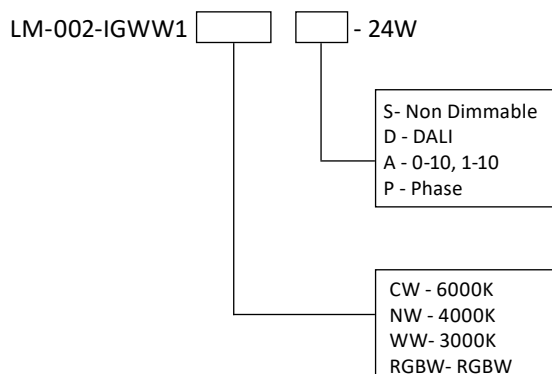 LM-002-IGWW1 - 24W
S- Non Dimmable
D - DALI
A - 0-10, 1-10
P - Phase
CW - 6000K
NW - 4000K
WW- 3000K
RGBW- RGBW